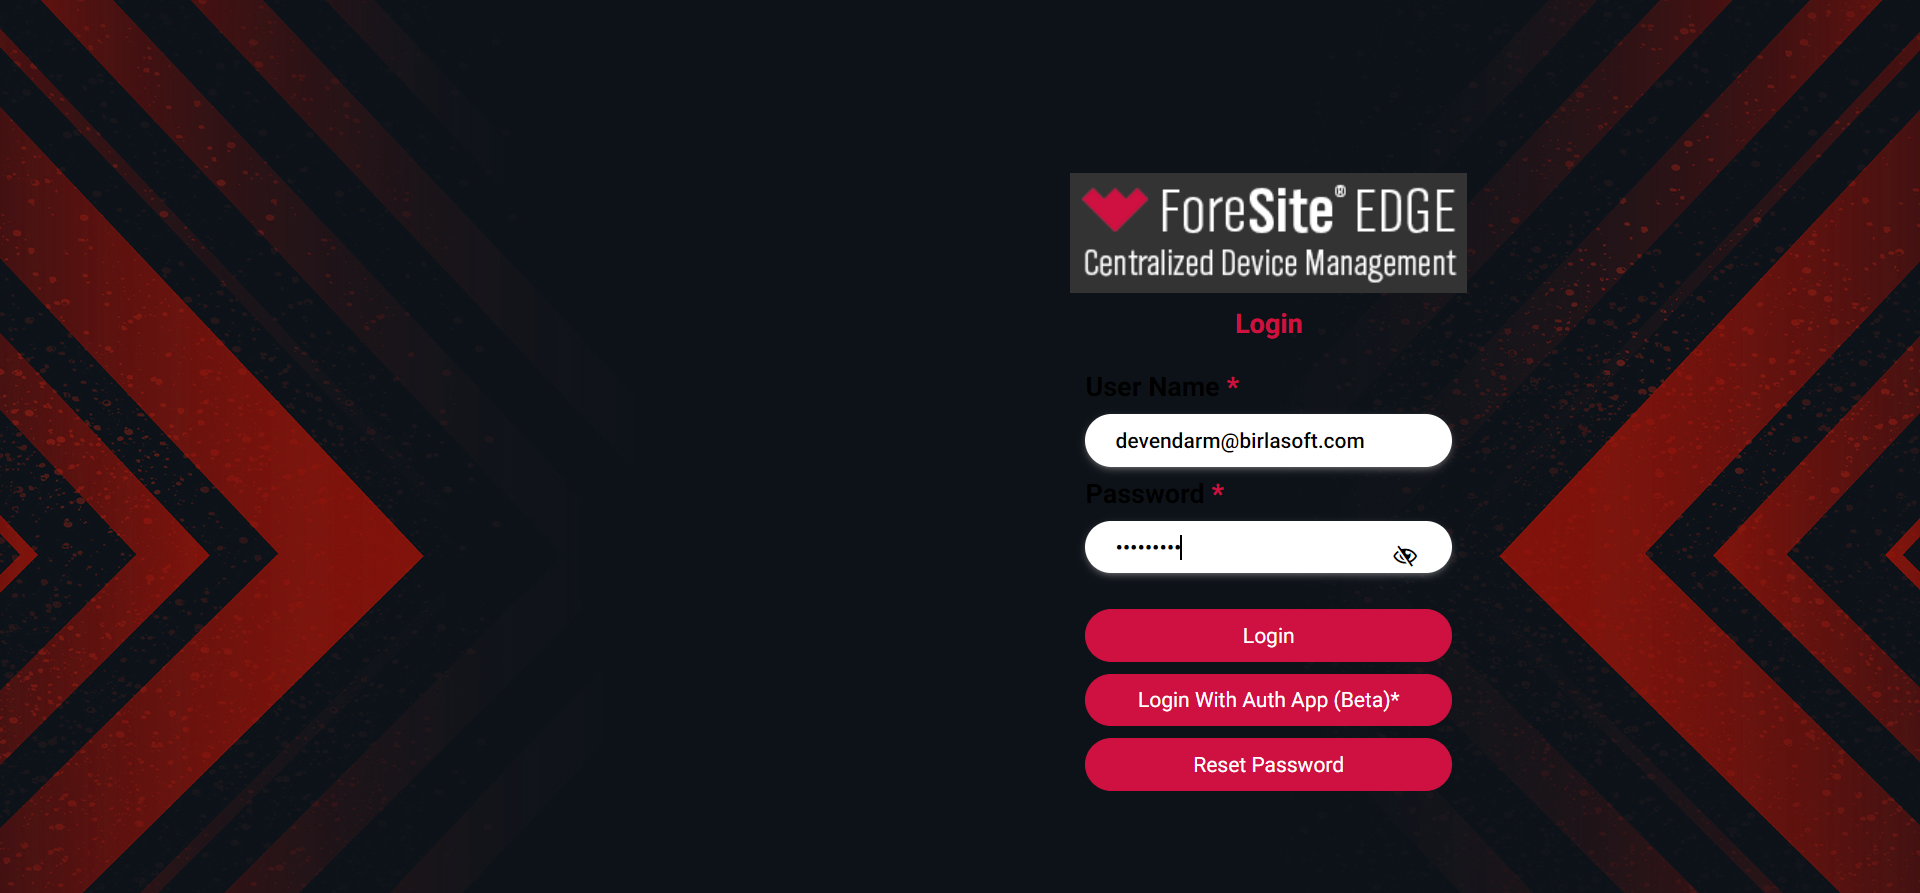 ForeSite® EDGE
Centralized Device Management
Login
User Name *
devendarm@birlasoft.com
Password *
•••••••••
Login
Login With Auth App (Beta)*
Reset Password